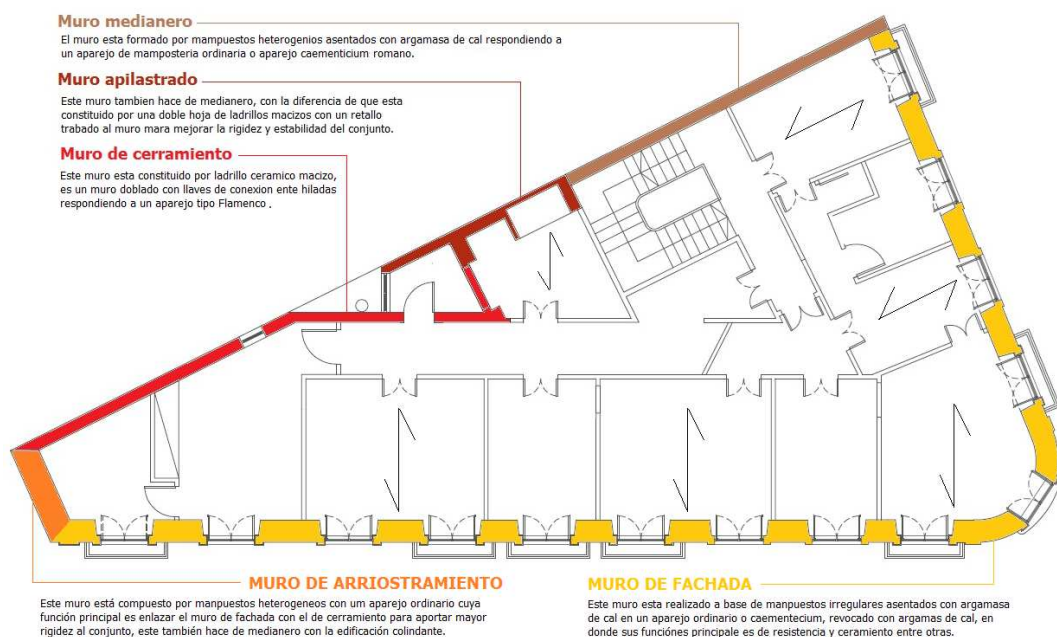 Muro medianero
El muro esta formado por mampuestos heterogenios asentados con argamasa de cal respondiendo a
un aparejo de mamposteria ordinaria o aparejo caementicium romano.
Muro apilastrado
Este muro tambien hace de medianero, con la diferencia de que esta
constituido por una doble hoja de ladrillos macizos con un retallo
trabado al muro mara mejorar la rigidez y estabilidad del conjunto.
Muro de cerramiento
Este muro esta constituido por ladrillo ceramico macizo,
es un muro doblado con llaves de conexion ente hiladas
respondiendo a un aparejo tipo Flamenco .
MURO DE ARRIOSTRAMIENTO
Este muro está compuesto por manpuestos heterogeneos con um aparejo ordinario cuya
función principal es enlazar el muro de fachada con el de cerramiento para aportar mayor
rigidez al conjunto, este también hace de medianero con la edificación colindante.
MURO DE FACHADA
Este muro esta realizado a base de manpuestos irregulares asentados con argamasa
de cal en un aparejo ordinario o caementecium, revocado con argamas de cal, en
donde sus funciónes principale es de resistencia y ceramiento entre otras.